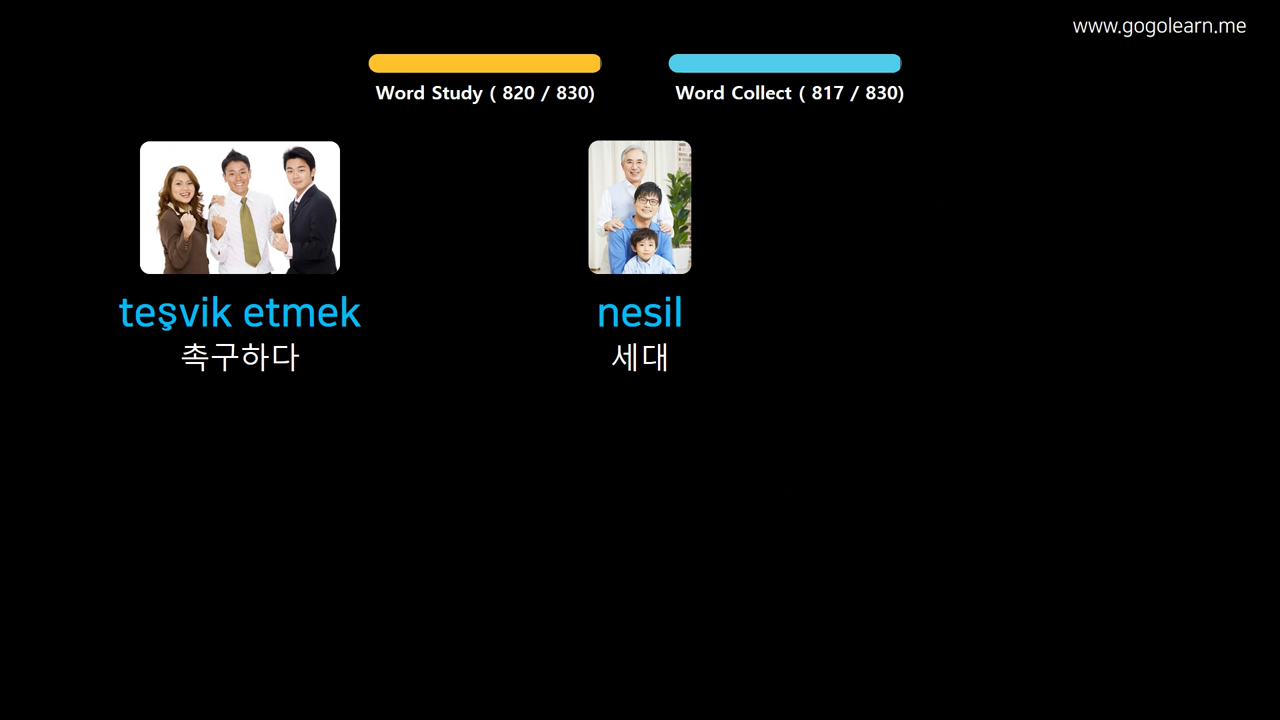 www.gogolearn.me
Word Study ( 820 / 830)
Word Collect ( 817 / 830)
teşvik etmek
촉구하다
nesil
세대